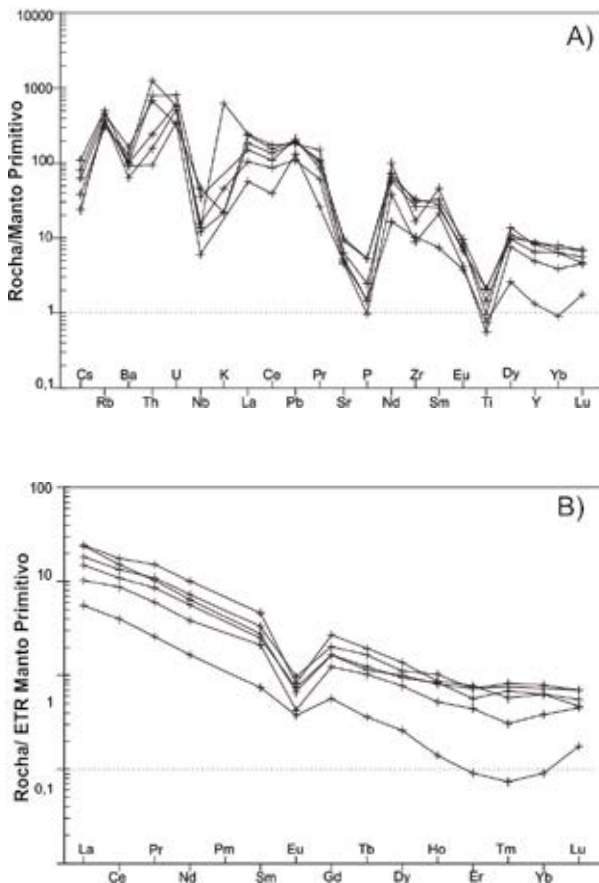 A)
Rocha/Manto Primitivo
10000
1000
100
10
1
0,1
Cs Ba Th U K Ce Pr P Zr Eu Dy Yb
Rb Th Nb La Pb Sr Nd Sm Ti Y Lu
B)
Rocha/ ETR Manto Primitivo
100
10
1
0,1
La Pr Pm Eu Tb Ho Tm Lu
Ce Nd Sm Gd Dy Er Yb